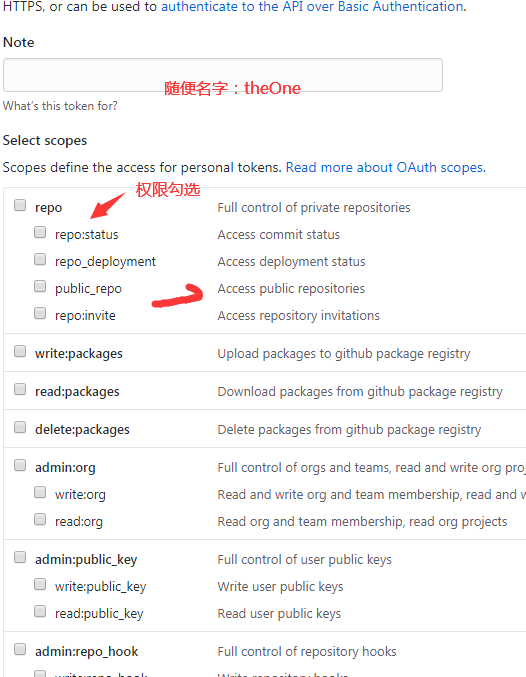 HTTPS, or can be used to authenticate to the API over Basic Authentication.
Note
随便名字：theOne
What's this token for?
Select scopes
Scopes define the access for personal tokens. Read more about OAuth scopes.
权限勾选
repo Full control of private repositories
repo:status Access commit status
repo_deployment Access deployment status
public_repo Access public repositories
repo:invite Access repository invitations
write:packages Upload packages to github package registry
read:packages Download packages from github package registry
delete:packages Delete packages from github package registry
admin:org Full control of orgs and teams, read and write org proj
write:org Read and write org and team membership, read and w
read:org Read org and team membership, read org projects
admin:public_key Full control of user public keys
write:public_key Write user public keys
read:public_key Read user public keys
admin:repo_hook Full control of repository hooks
write:repo_hook Write repository hooks